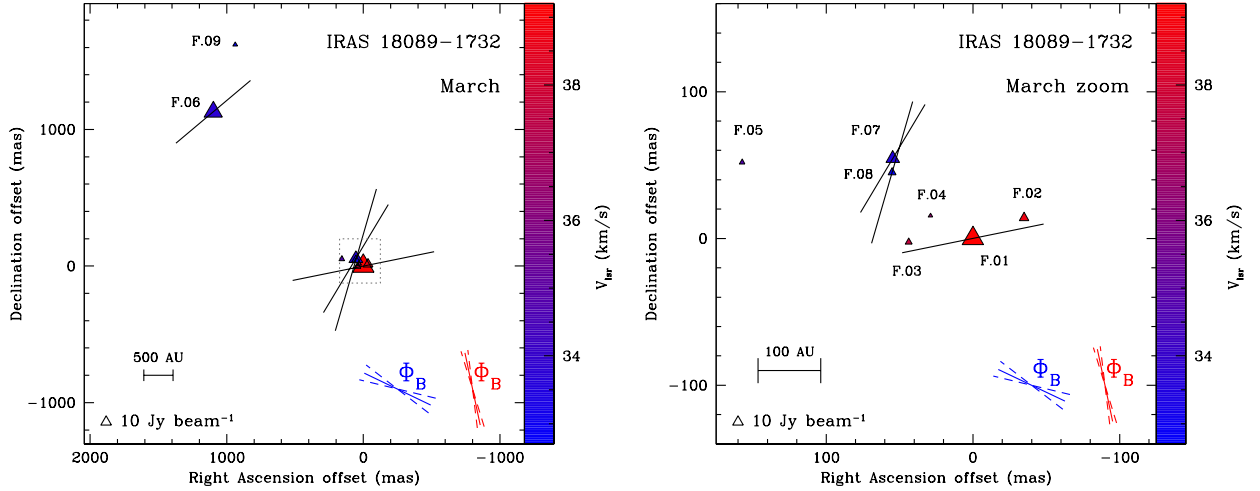 IRAS 18089−1732
March
F.09
F.06
500 AU
Φ_B
Φ_B
10 Jy beam⁻¹
1000
0
−1000
Declination offset (mas)
2000 1000 0 −1000
Right Ascension offset (mas)
38
36
34
V_lsr (km/s)
IRAS 18089−1732
March zoom
F.05
F.07
F.08
F.04
F.02
F.03
F.01
100 AU
Φ_B
Φ_B
10 Jy beam⁻¹
100
0
−100
Declination offset (mas)
100 0 −100
Right Ascension offset (mas)
38
36
34
V_lsr (km/s)